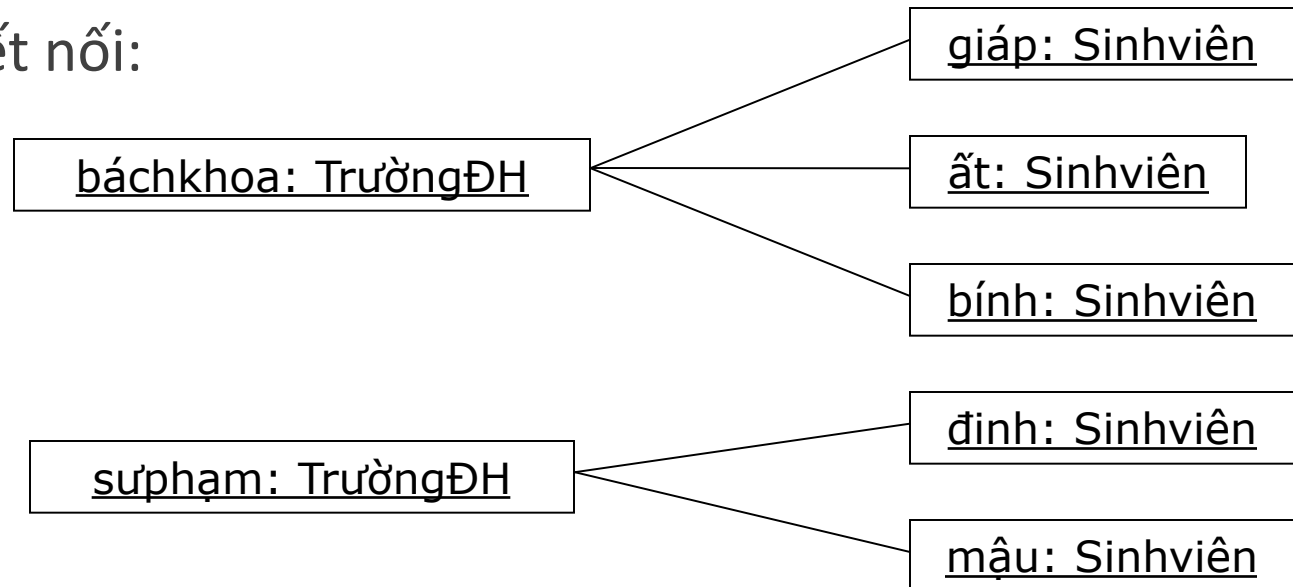 ết nối:
báchkhoa: TrườngĐH
giáp: Sinhviên
ất: Sinhviên
bính: Sinhviên
sưphạm: TrườngĐH
đinh: Sinhviên
mậu: Sinhviên